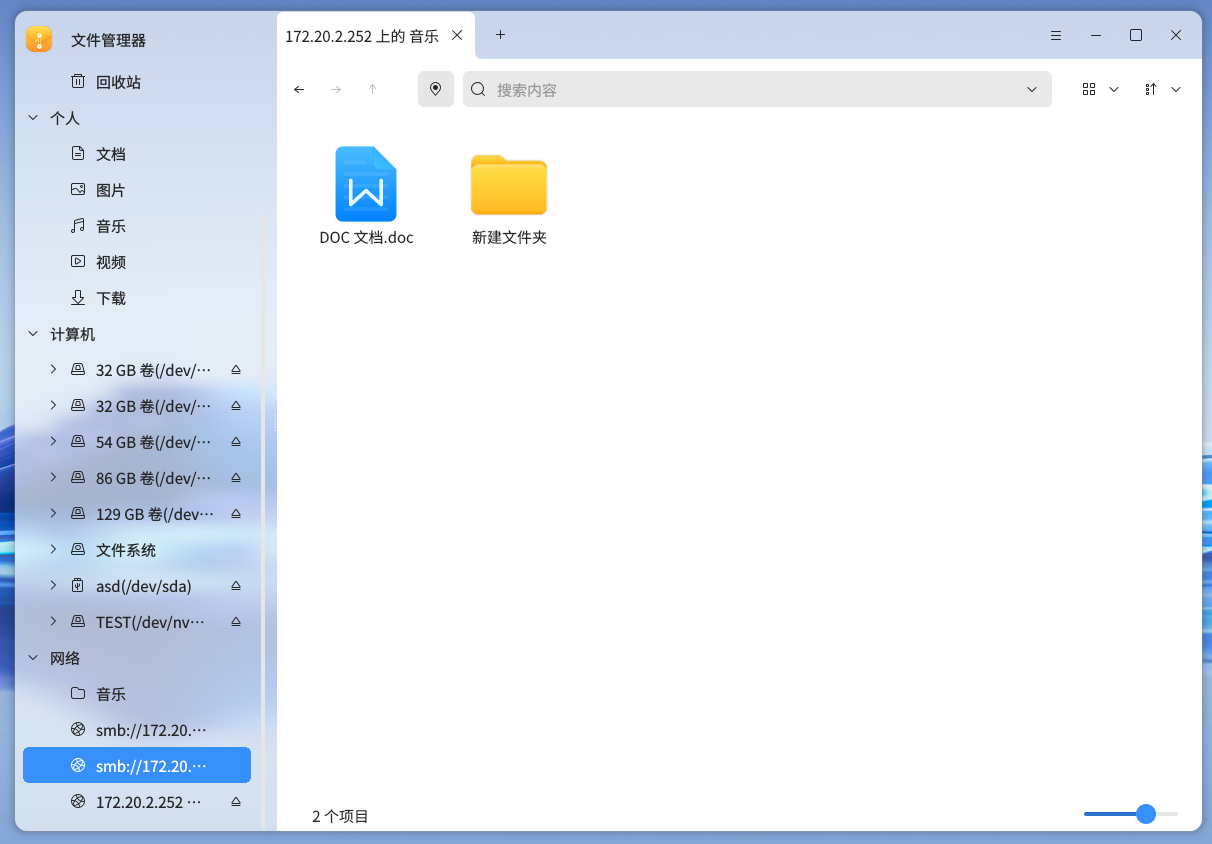 文件管理器
172.20.2.252 上的 音乐
搜索内容
回收站
个人
文档
图片
音乐
视频
下载
计算机
32 GB 卷(/dev/···
32 GB 卷(/dev/···
54 GB 卷(/dev/···
86 GB 卷(/dev/···
129 GB 卷(/dev···
文件系统
asd(/dev/sda)
TEST(/dev/nv···
网络
音乐
smb://172.20.···
smb://172.20.···
172.20.2.252 ···
DOC 文档.doc
新建文件夹
2 个项目